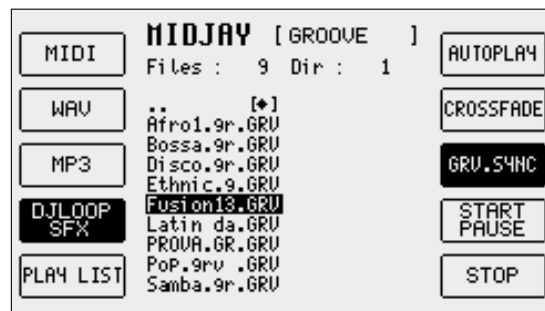 MIDJAY [ GROOVE ]
Files : 9 Dir : 1
.. [♦]
Afro1.9r.GRV
Bossa.9r.GRV
Disco.9r.GRV
Ethnic.9.GRV
Fusion13.GRV
Latin da.GRV
PROVA.GR.GRV
PoP.9rv .GRV
Samba.9r.GRV
MIDI
WAV
MP3
DJLOOP
SFX
PLAY LIST
AUTOPLAY
CROSSFADE
GRV.SYNC
START
PAUSE
STOP